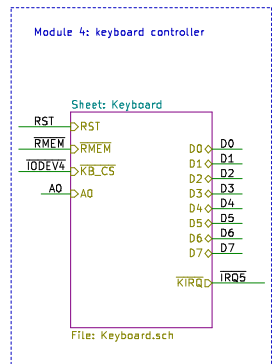 Module 4: keyboard controller
Sheet: Keyboard
RST RST
RMEM RMEM
IODEV4 KB_CS
A0 A0
D0 D0
D1 D1
D2 D2
D3 D3
D4 D4
D5 D5
D6 D6
D7 D7
KIRQ IRQ5
File: Keyboard.sch